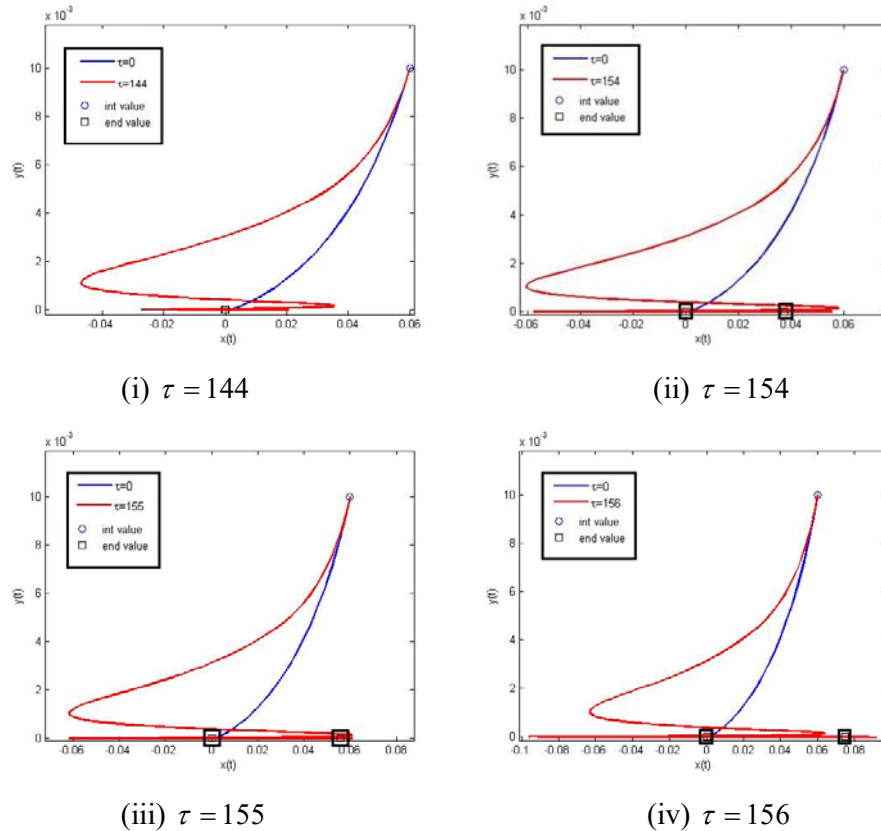 x 10⁻³
12
10
8
6
4
2
0
y(t)
τ=0
τ=144
int value
end value
-0.04 -0.02 0 0.02 0.04 0.06
x(t)
(i) τ = 144
x 10⁻³
12
10
8
6
4
2
0
y(t)
τ=0
τ=154
int value
end value
-0.06 -0.04 -0.02 0 0.02 0.04 0.06
x(t)
(ii) τ = 154
x 10⁻³
10
8
6
4
2
0
y(t)
τ=0
τ=155
int value
end value
-0.06 -0.04 -0.02 0 0.02 0.04 0.06 0.08
x(t)
(iii) τ = 155
x 10⁻³
10
8
6
4
2
0
y(t)
τ=0
τ=156
int value
end value
-0.1 -0.08 -0.06 -0.04 -0.02 0 0.02 0.04 0.06 0.08
x(t)
(iv) τ = 156